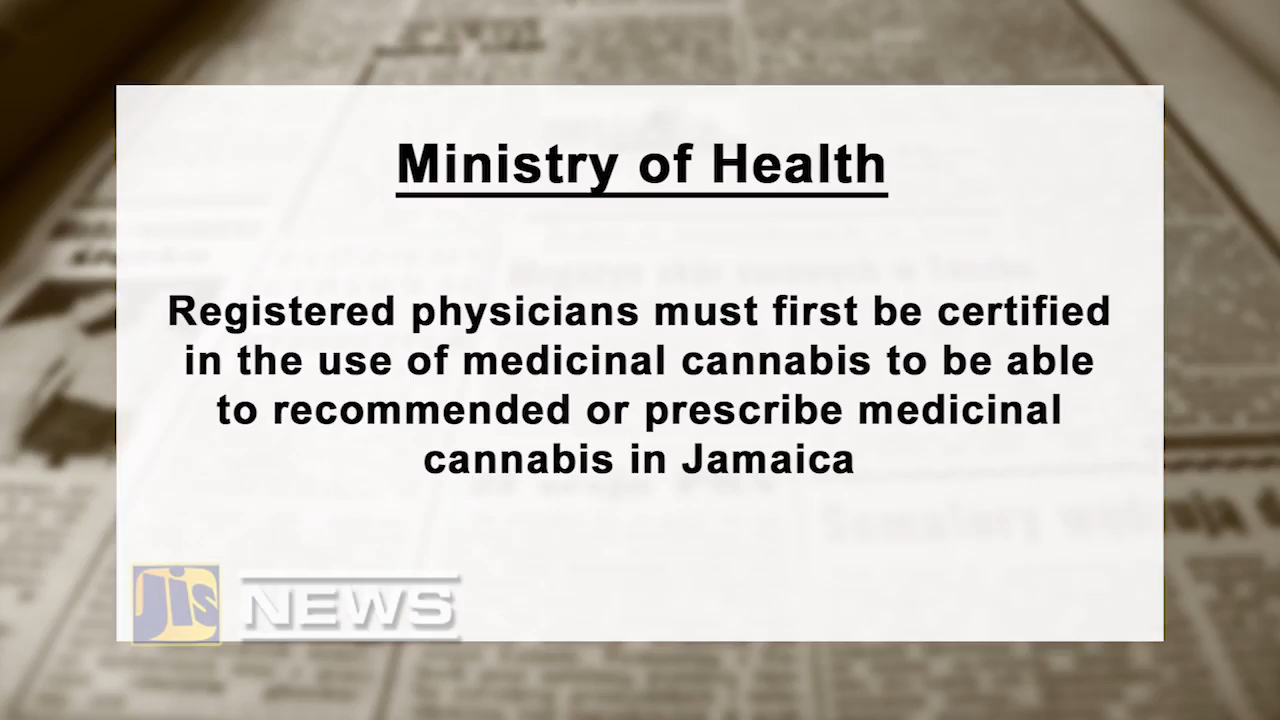 Ministry of Health
Registered physicians must first be certified
in the use of medicinal cannabis to be able
to recommended or prescribe medicinal
cannabis in Jamaica
Jis NEWS